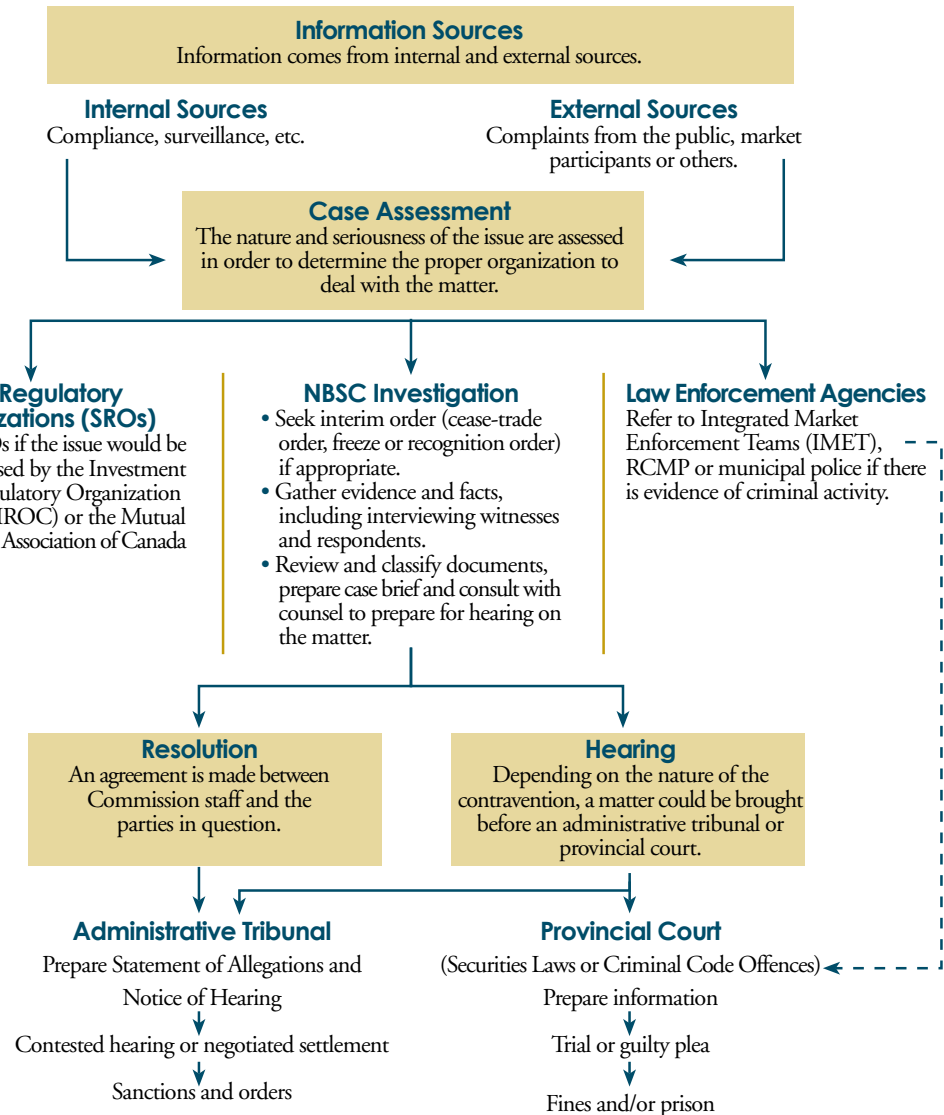 Information Sources
Information comes from internal and external sources.
Internal Sources
Compliance, surveillance, etc.
External Sources
Complaints from the public, market
participants or others.
Case Assessment
The nature and seriousness of the issue are assessed
in order to determine the proper organization to
deal with the matter.
Regulatory
(SROs)
if the issue would be
by the Investment
Organization
or the Mutual
Association of Canada
NBSC Investigation
• Seek interim order (cease-trade
order, freeze or recognition order)
if appropriate.
• Gather evidence and facts,
including interviewing witnesses
and respondents.
• Review and classify documents,
prepare case brief and consult with
counsel to prepare for hearing on
the matter.
Law Enforcement Agencies
Refer to Integrated Market
Enforcement Teams (IMET),
RCMP or municipal police if there
is evidence of criminal activity.
Resolution
An agreement is made between
Commission staff and the
parties in question.
Hearing
Depending on the nature of the
contravention, a matter could be brought
before an administrative tribunal or
provincial court.
Administrative Tribunal
Prepare Statement of Allegations and
Notice of Hearing
Contested hearing or negotiated settlement
Sanctions and orders
Provincial Court
(Securities Laws or Criminal Code Offences)
Prepare information
Trial or guilty plea
Fines and/or prison